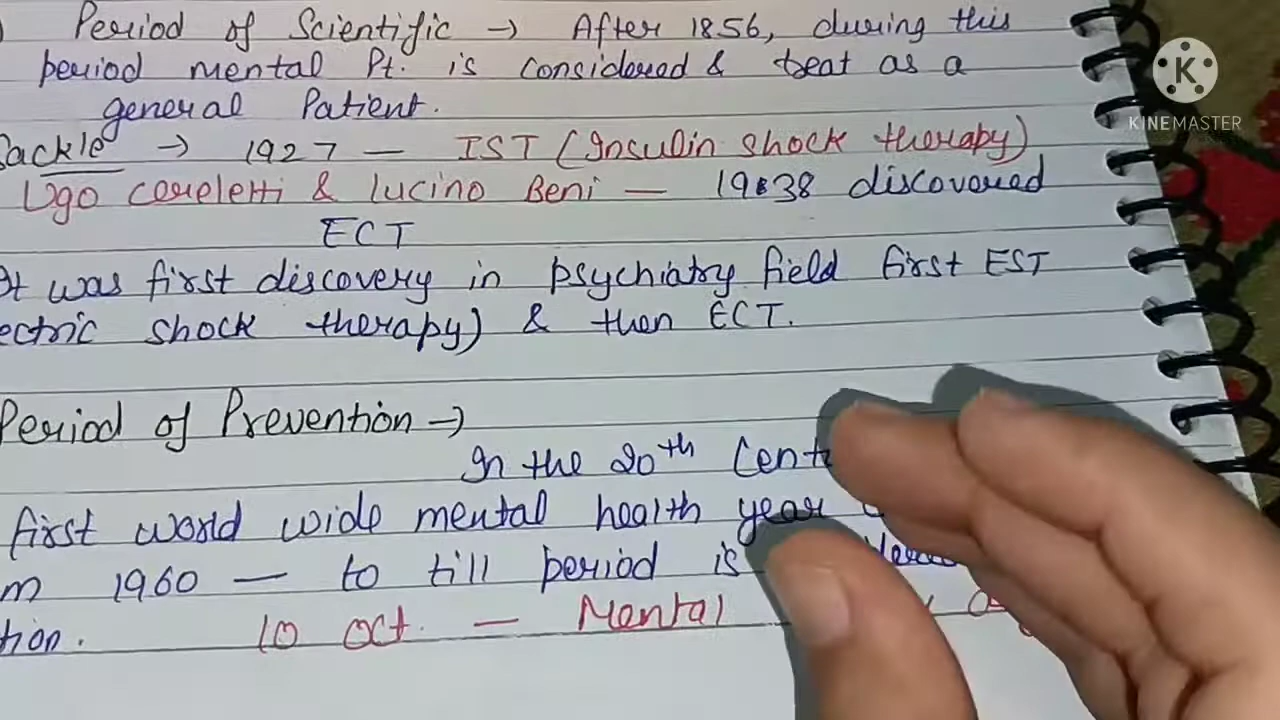 Period of Scientific → After 1856, during this
period mental Pt. is considered & treat as a
general Patient.
Sackle → 1927 — IST (Insulin shock therapy)
Ugo Cereletti & Lucino Beni — 1938 discovered
ECT
It was first discovery in psychiatry field first EST
ectric shock therapy) & then ECT.
Period of Prevention →
In the 20th Cent
first world wide mental health year
m 1960 — to till period is
tion. 10 Oct. — Mental
K
KINEMASTER